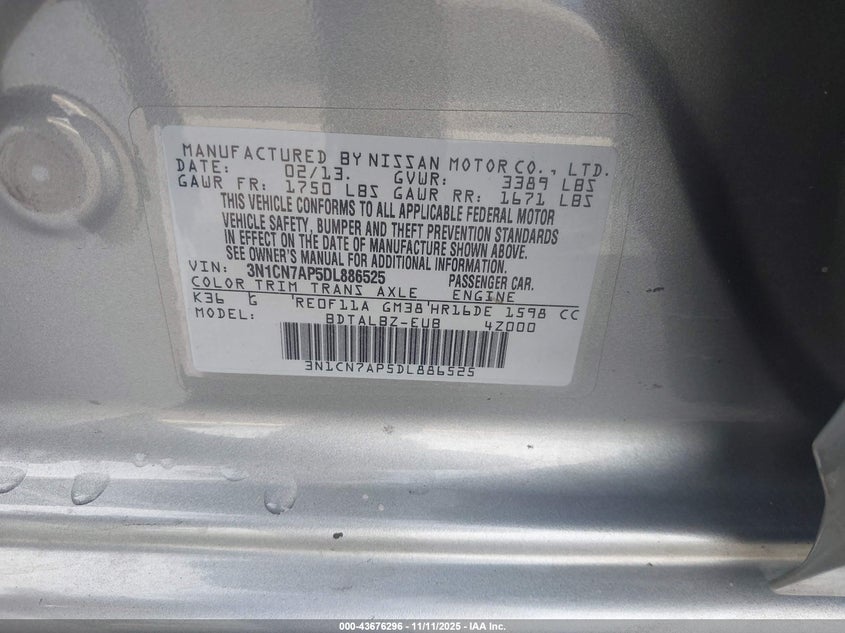 MANUFACTURED BY NISSAN MOTOR CO., LTD.
DATE: 02/13. GVWR: 3389 LBS
GAWR FR: 1750 LBS GAWR RR: 1671 LBS
THIS VEHICLE CONFORMS TO ALL APPLICABLE FEDERAL MOTOR
VEHICLE SAFETY, BUMPER AND THEFT PREVENTION STANDARDS
IN EFFECT ON THE DATE OF MANUFACTURE SHOWN ABOVE.
SEE OWNER'S MANUAL FOR ADDITIONAL INFORMATION.
VIN: 3N1CN7AP5DL886525 PASSENGER CAR.
COLOR TRIM TRANS AXLE ENGINE
K36 G 'RE0F11A GM38'HR16DE 1598 CC
MODEL: BDTALBZ-EUB 4Z000
3N1CN7AP5DL886525
000-43676296 - 11/11/2025 - IAA Inc.